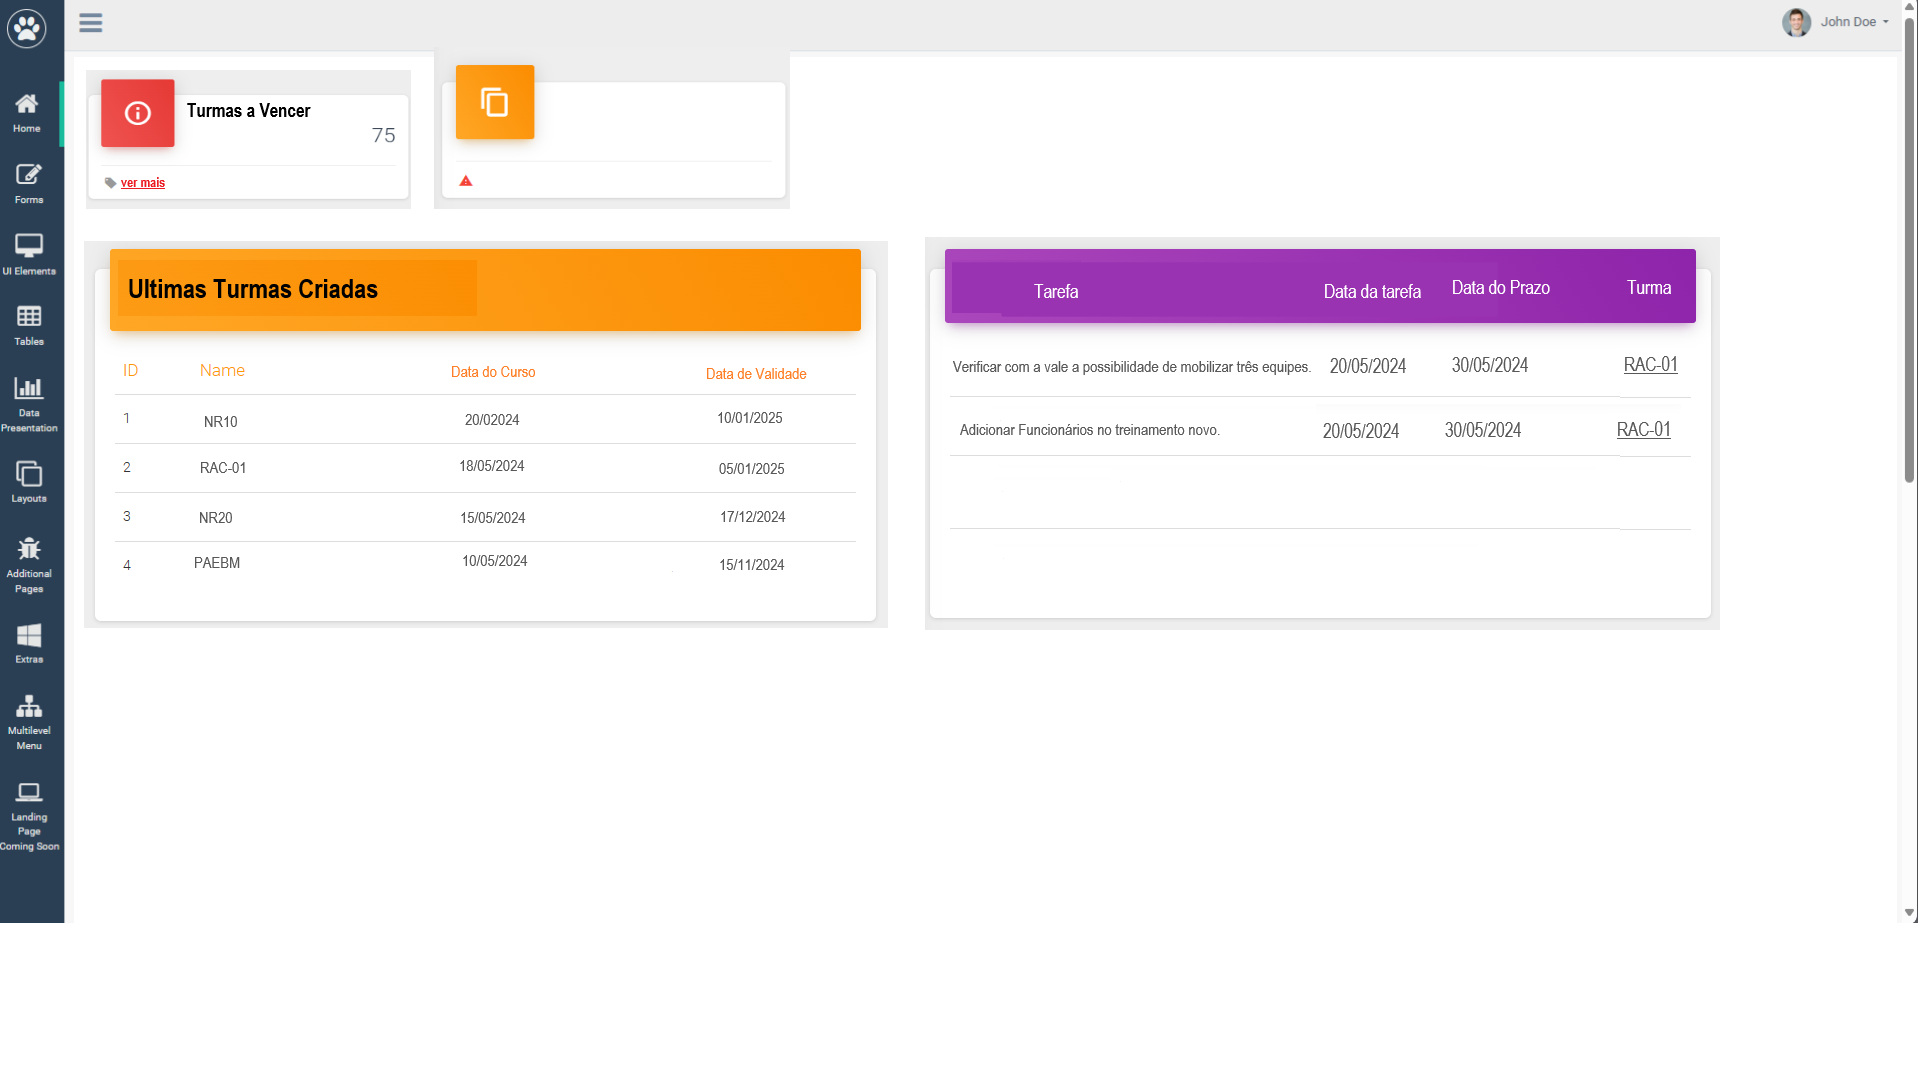 John Doe
Home
Forms
UI Elements
Tables
Data
Presentation
Layouts
Additional
Pages
Extras
Multilevel
Menu
Landing
Page
Coming Soon
Turmas a Vencer
75
ver mais
Ultimas Turmas Criadas
ID Name Data do Curso Data de Validade
1 NR10 20/02024 10/01/2025
2 RAC-01 18/05/2024 05/01/2025
3 NR20 15/05/2024 17/12/2024
4 PAEBM 10/05/2024 15/11/2024
Tarefa Data da tarefa Data do Prazo Turma
Verificar com a vale a possibilidade de mobilizar três equipes. 20/05/2024 30/05/2024 RAC-01
Adicionar Funcionários no treinamento novo. 20/05/2024 30/05/2024 RAC-01